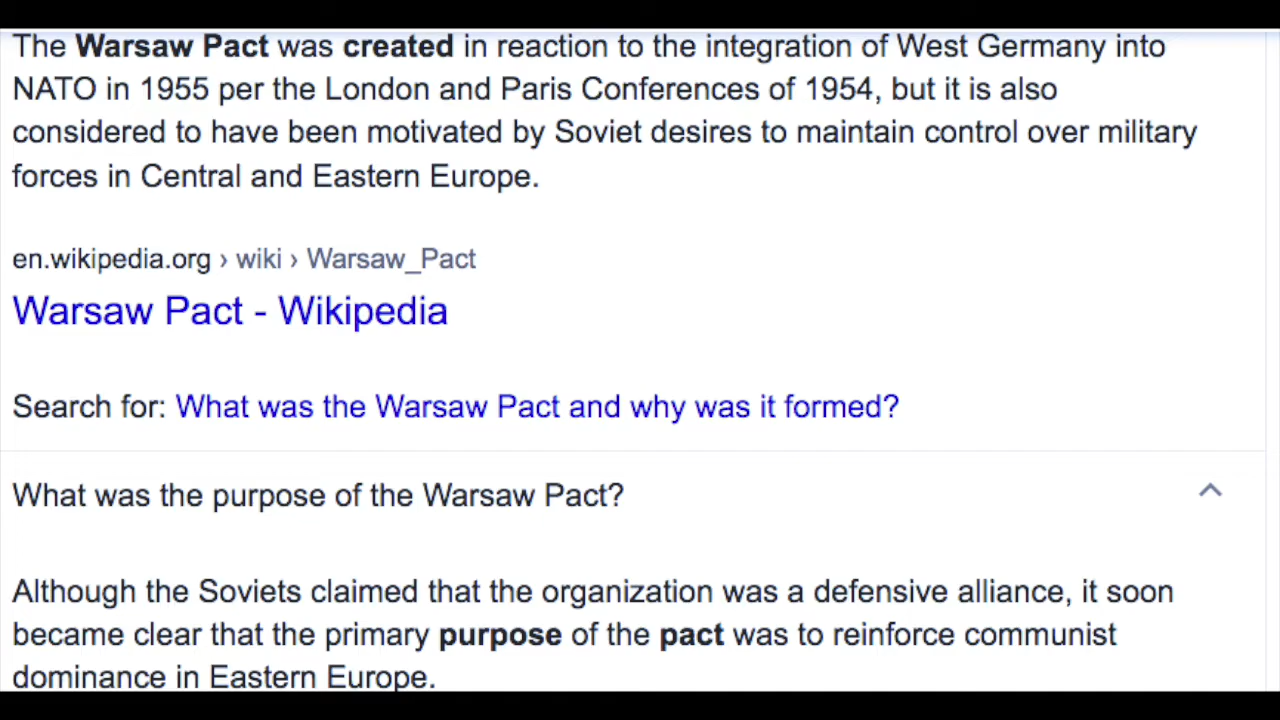 The Warsaw Pact was created in reaction to the integration of West Germany into
NATO in 1955 per the London and Paris Conferences of 1954, but it is also
considered to have been motivated by Soviet desires to maintain control over military
forces in Central and Eastern Europe.
en.wikipedia.org › wiki › Warsaw_Pact
Warsaw Pact - Wikipedia
Search for: What was the Warsaw Pact and why was it formed?
What was the purpose of the Warsaw Pact?
Although the Soviets claimed that the organization was a defensive alliance, it soon
became clear that the primary purpose of the pact was to reinforce communist
dominance in Eastern Europe.